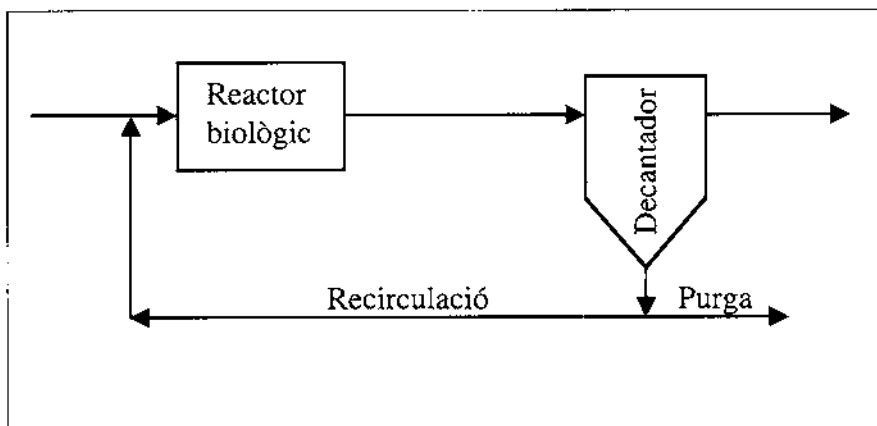 Reactor
biològic
Decantador
Recirculació
Purga